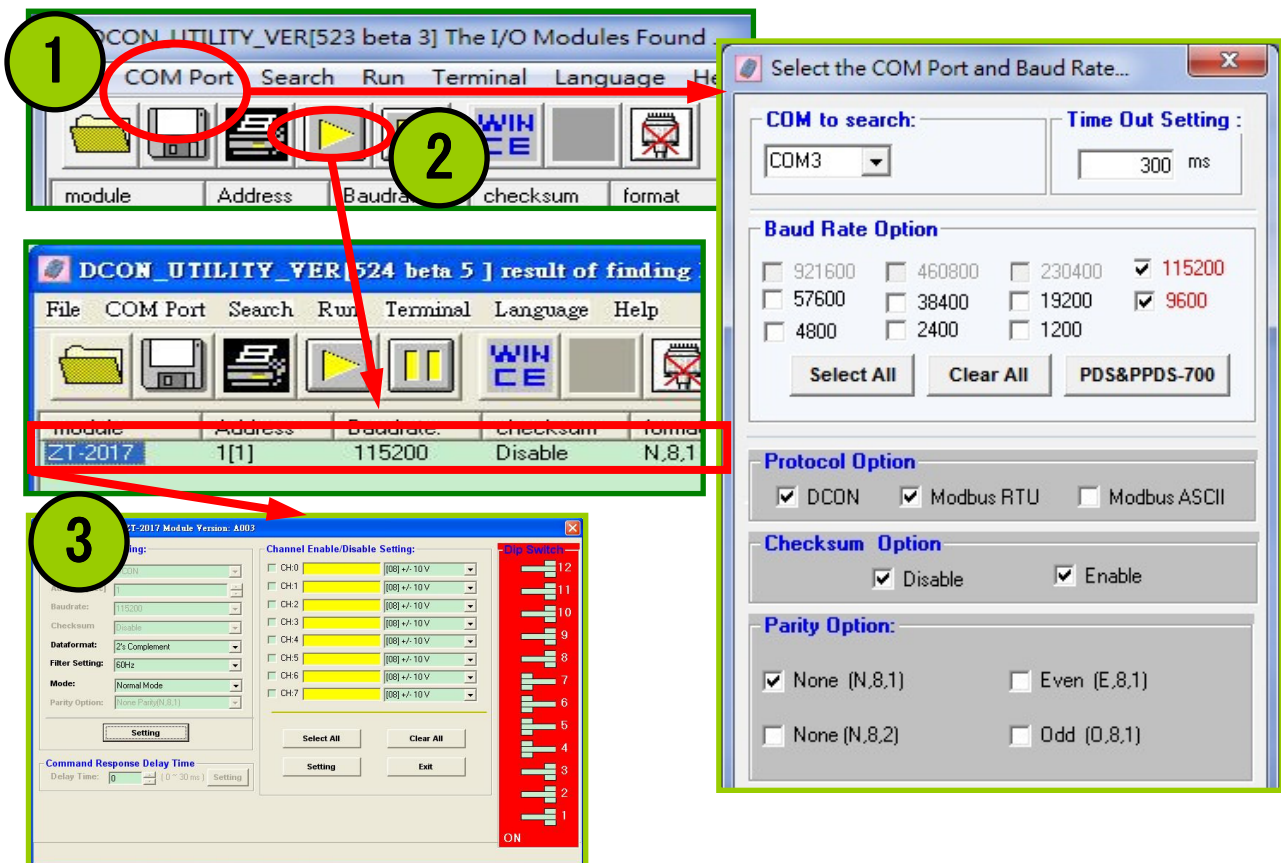 1
DCON_UTILITY_VER[523 beta 3] The I/O Modules Found
COM Port Search Run Terminal Language He
WIN
CE
2
module Address Baudra checksum format
DCON_UTILITY_VER[524 beta 5 ] result of finding
File COM Port Search Run Terminal Language Help
WIN
CE
module Address Baudrate: checksum forma
ZT-2017 1[1] 115200 Disable N,8,1
Select the COM Port and Baud Rate...
COM to search:
COM3
Time Out Setting :
300 ms
Baud Rate Option
921600 460800 230400 115200
57600 38400 19200 9600
4800 2400 1200
Select All Clear All PDS&PPDS-700
Protocol Option
DCON Modbus RTU Modbus ASCII
Checksum Option
Disable Enable
Parity Option:
None (N,8,1) Even (E,8,1)
None (N,8,2) Odd (O,8,1)
3
ZT-2017 Module Version: A003
1
Baudrate: 115200
Checksum Disable
Dataformat: 2's Complement
Filter Setting: 60Hz
Mode: Normal Mode
Parity Option: None Parity(N,8,1)
Setting
Command Response Delay Time
Delay Time: 0 ( 0 ~ 30 ms ) Setting
Channel Enable/Disable Setting:
CH:0 [08] +/- 10 V
CH:1 [08] +/- 10 V
CH:2 [08] +/- 10 V
CH:3 [08] +/- 10 V
CH:4 [08] +/- 10 V
CH:5 [08] +/- 10 V
CH:6 [08] +/- 10 V
CH:7 [08] +/- 10 V
Select All Clear All
Setting Exit
Dip Switch
12
11
10
9
8
7
6
5
4
3
2
1
ON